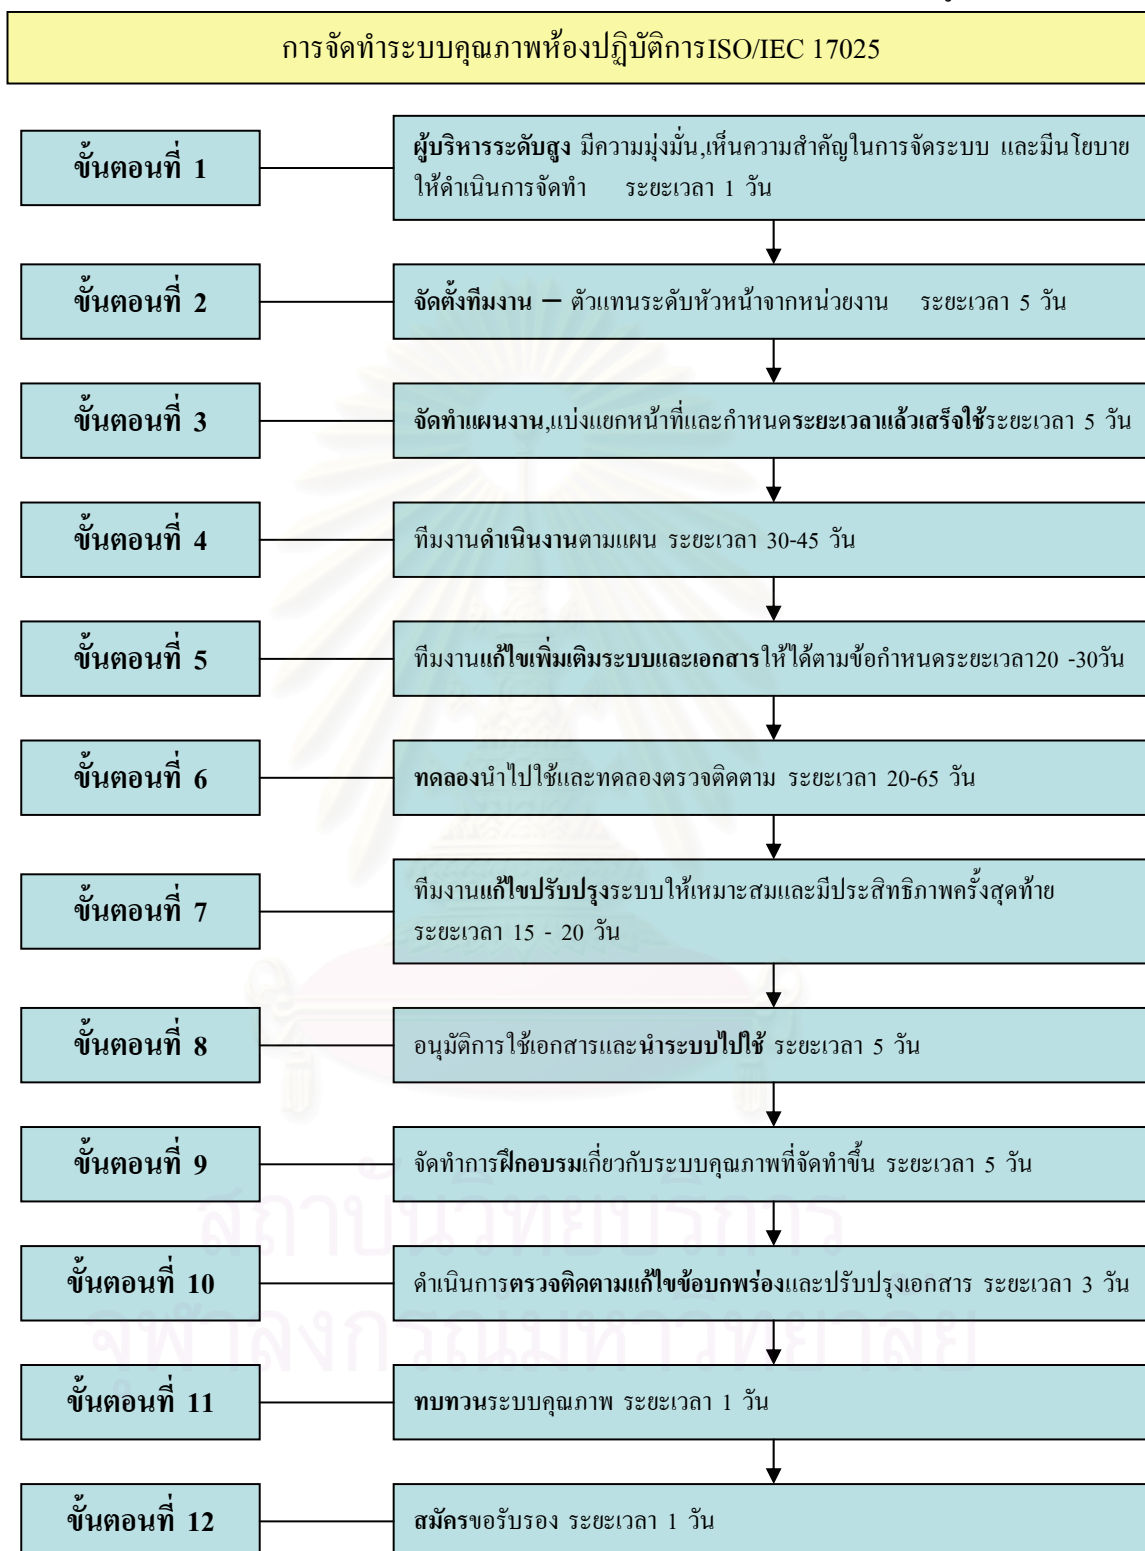 การจัดทำระบบคุณภาพห้องปฏิบัติการISO/IEC 17025
ขั้นตอนที่ 1
ผู้บริหารระดับสูง มีความมุ่งมั่น,เห็นความสำคัญในการจัดระบบ และมีนโยบาย
ให้ดำเนินการจัดทำ ระยะเวลา 1 วัน
ขั้นตอนที่ 2
จัดตั้งทีมงาน – ตัวแทนระดับหัวหน้าจากหน่วยงาน ระยะเวลา 5 วัน
ขั้นตอนที่ 3
จัดทำแผนงาน,แบ่งแยกหน้าที่และกำหนดระยะเวลาแล้วเสร็จใช้ระยะเวลา 5 วัน
ขั้นตอนที่ 4
ทีมงานดำเนินงานตามแผน ระยะเวลา 30-45 วัน
ขั้นตอนที่ 5
ทีมงานแก้ไขเพิ่มเติมระบบและเอกสารให้ได้ตามข้อกำหนดระยะเวลา20 -30วัน
ขั้นตอนที่ 6
ทดลองนำไปใช้และทดลองตรวจติดตาม ระยะเวลา 20-65 วัน
ขั้นตอนที่ 7
ทีมงานแก้ไขปรับปรุงระบบให้เหมาะสมและมีประสิทธิภาพครั้งสุดท้าย
ระยะเวลา 15 - 20 วัน
ขั้นตอนที่ 8
อนุมัติการใช้เอกสารและนำระบบไปใช้ ระยะเวลา 5 วัน
ขั้นตอนที่ 9
จัดทำการฝึกอบรมเกี่ยวกับระบบคุณภาพที่จัดทำขึ้น ระยะเวลา 5 วัน
สถาบันวิทยบริการ
ขั้นตอนที่ 10
ดำเนินการตรวจติดตามแก้ไขข้อบกพร่องและปรับปรุงเอกสาร ระยะเวลา 3 วัน
จุฬาลงกรณ์มหาวิทยาลัย
ขั้นตอนที่ 11
ทบทวนระบบคุณภาพ ระยะเวลา 1 วัน
ขั้นตอนที่ 12
สมัครขอรับรอง ระยะเวลา 1 วัน